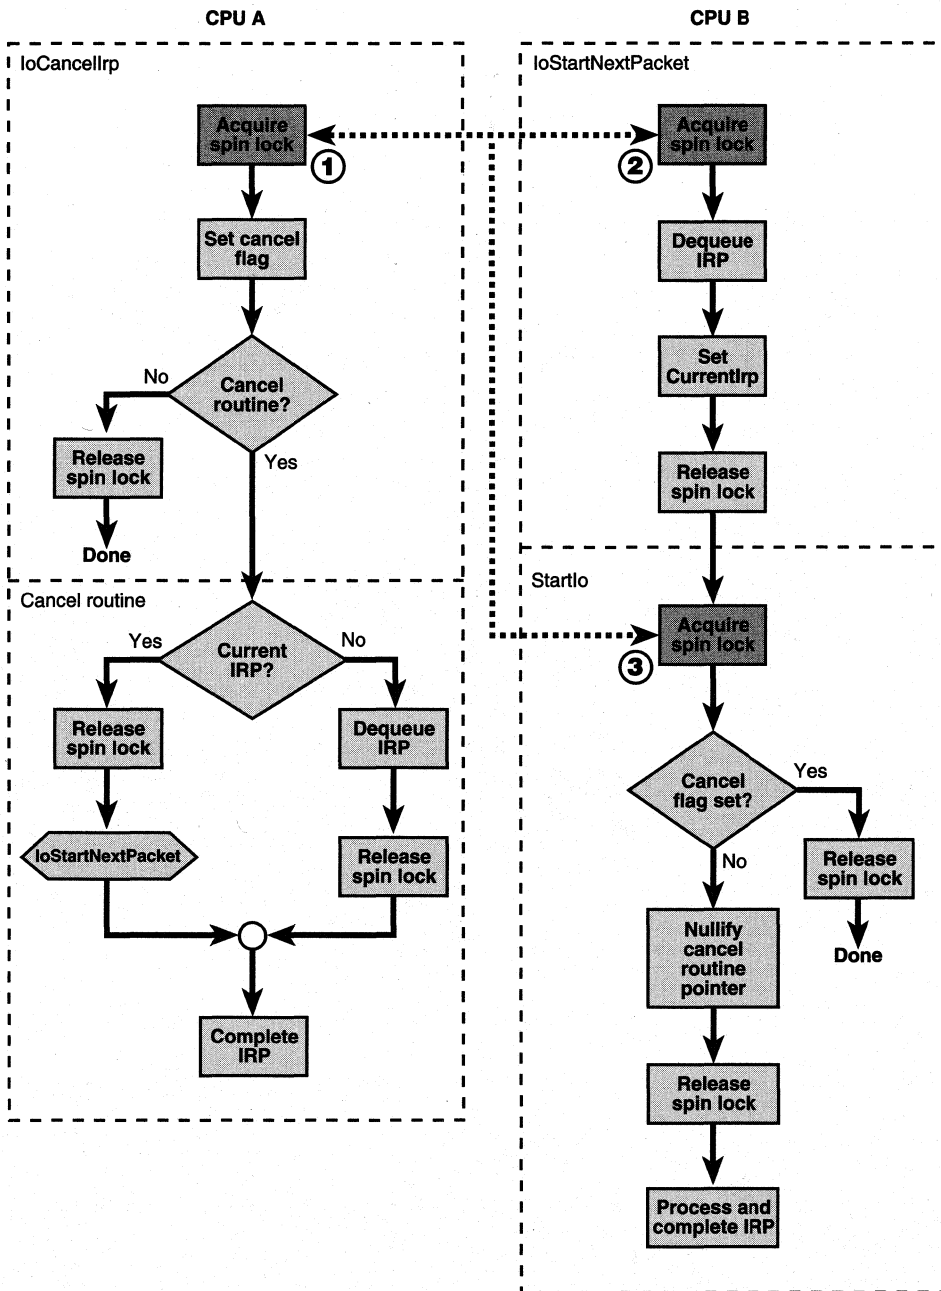 CPU A
CPU B
IoCancelIrp
IoStartNextPacket
Acquire
spin lock
1
Set cancel
flag
Cancel
routine?
No
Yes
Release
spin lock
Done
Cancel routine
Current
IRP?
Yes
No
Release
spin lock
Dequeue
IRP
IoStartNextPacket
Release
spin lock
Complete
IRP
Acquire
spin lock
2
Dequeue
IRP
Set
CurrentIrp
Release
spin lock
StartIo
Acquire
spin lock
3
Cancel
flag set?
Yes
No
Release
spin lock
Done
Nullify
cancel
routine
pointer
Release
spin lock
Process and
complete IRP